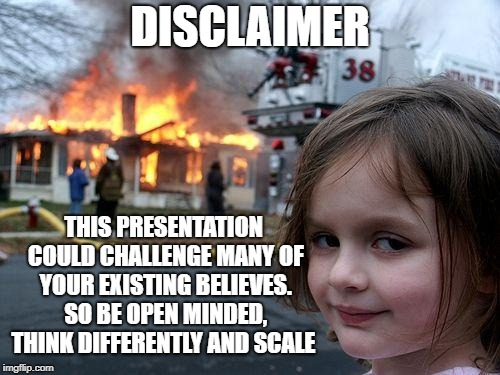 DISCLAIMER
38
THIS PRESENTATION
COULD CHALLENGE MANY OF
YOUR EXISTING BELIEVES.
SO BE OPEN MINDED,
THINK DIFFERENTLY AND SCALE
imgflip.com